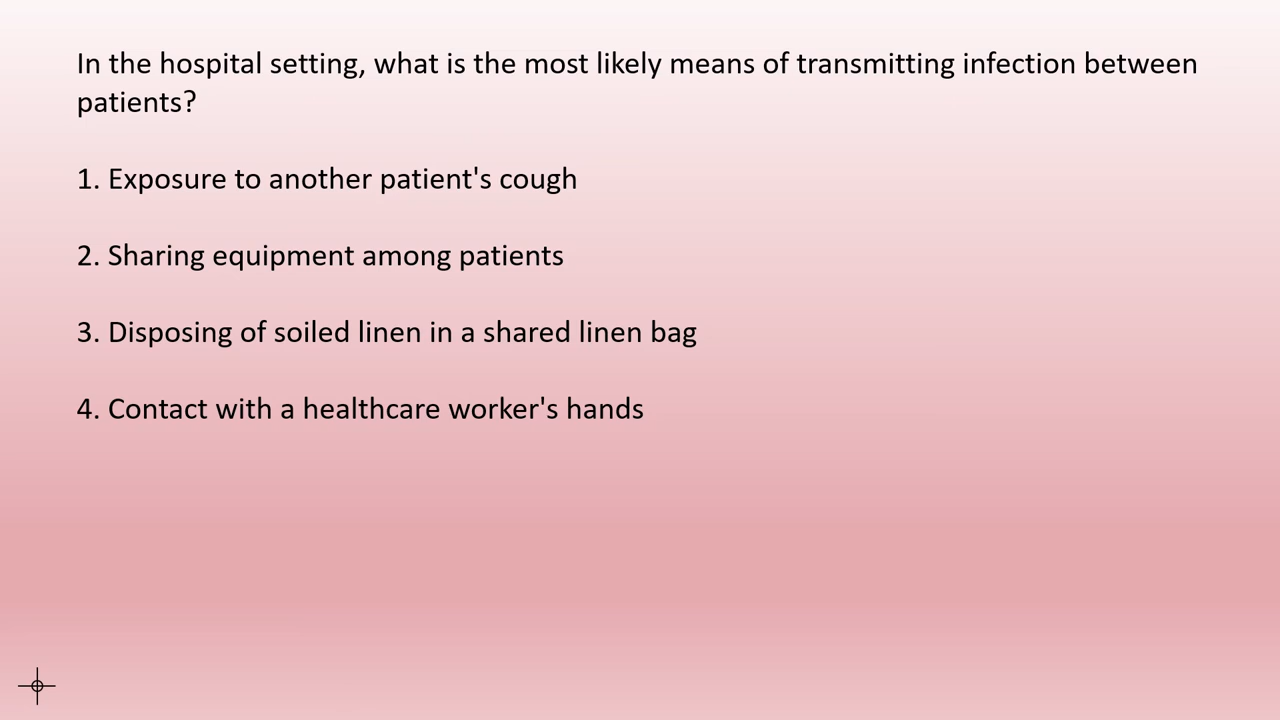 In the hospital setting, what is the most likely means of transmitting infection between
patients?
1. Exposure to another patient's cough
2. Sharing equipment among patients
3. Disposing of soiled linen in a shared linen bag
4. Contact with a healthcare worker's hands